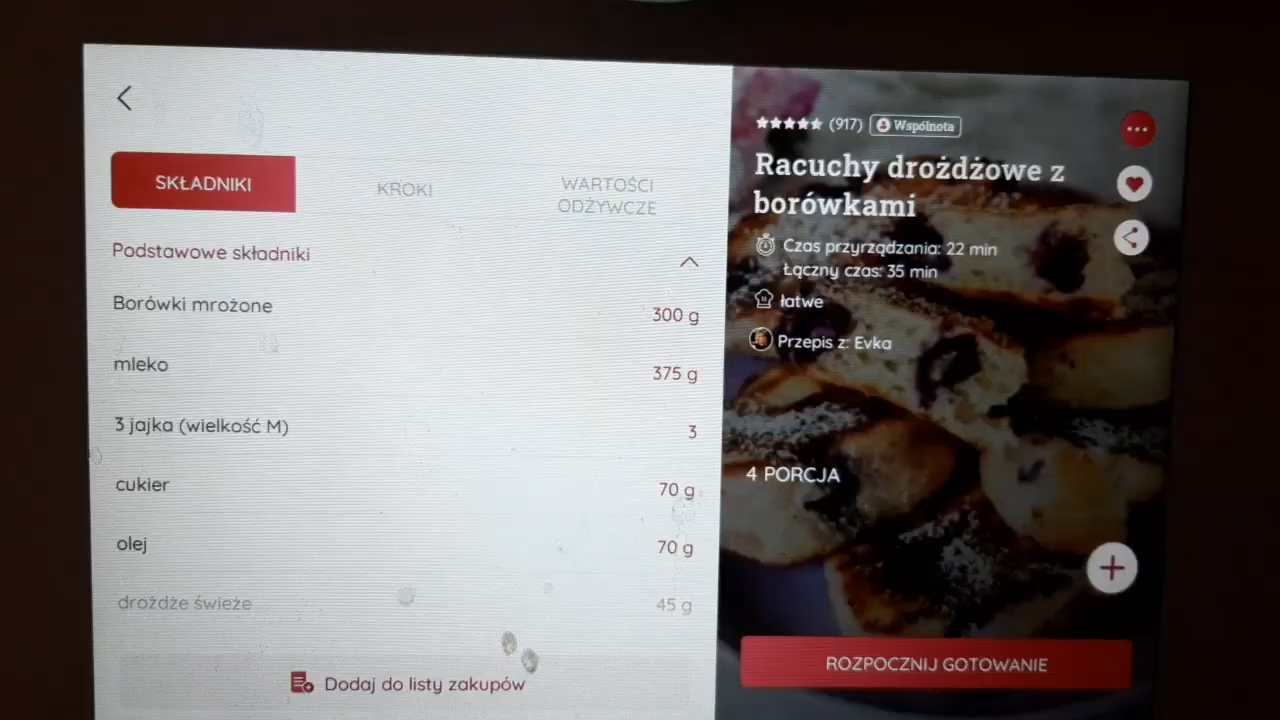 SKŁADNIKI
KROKI
WARTOŚCI
ODŻYWCZE
Podstawowe składniki
Borówki mrożone 300 g
mleko 375 g
3 jajka (wielkość M) 3
cukier 70 g
olej 70 g
drożdże świeże 45 g
Dodaj do listy zakupów
(917) Wspólnota
Racuchy drożdżowe z
borówkami
Czas przyrządzania: 22 min
Łączny czas: 35 min
łatwe
Przepis z: Evka
4 PORCJA
ROZPOCZNIJ GOTOWANIE